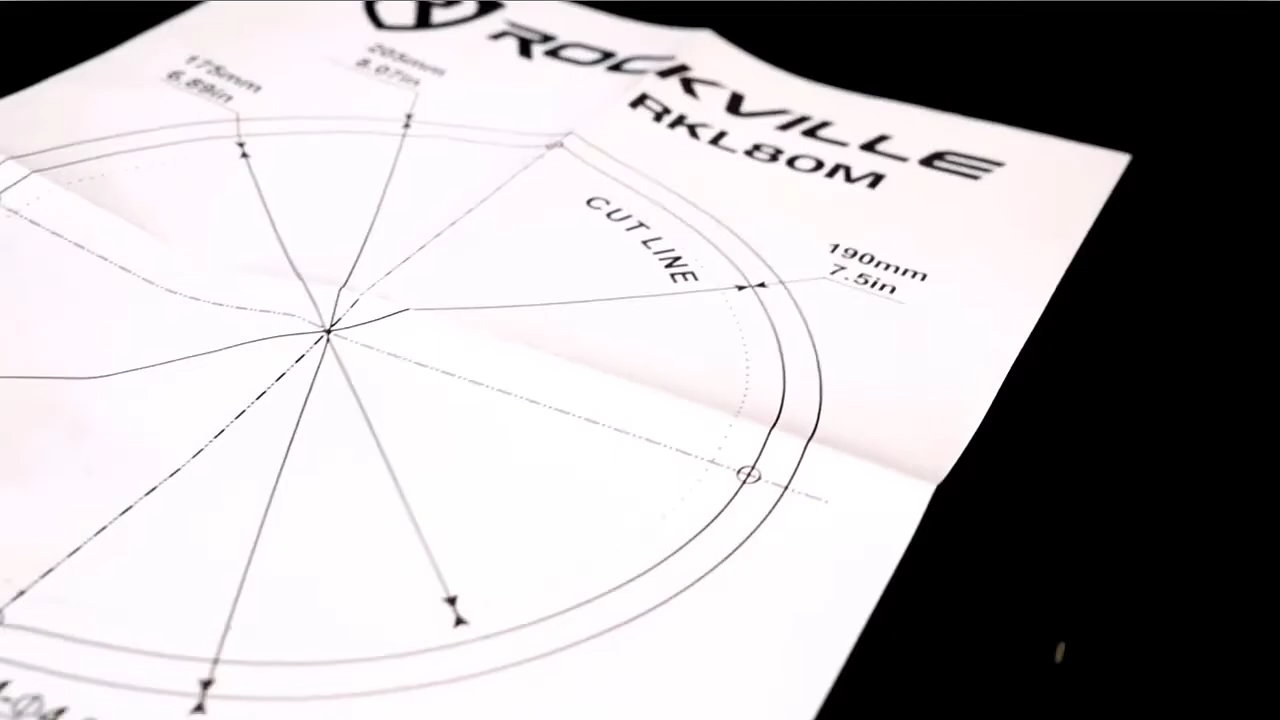 ROCKVILLE
RKL80M
205mm
8.07in
175mm
6.89in
CUT LINE
190mm
7.5in